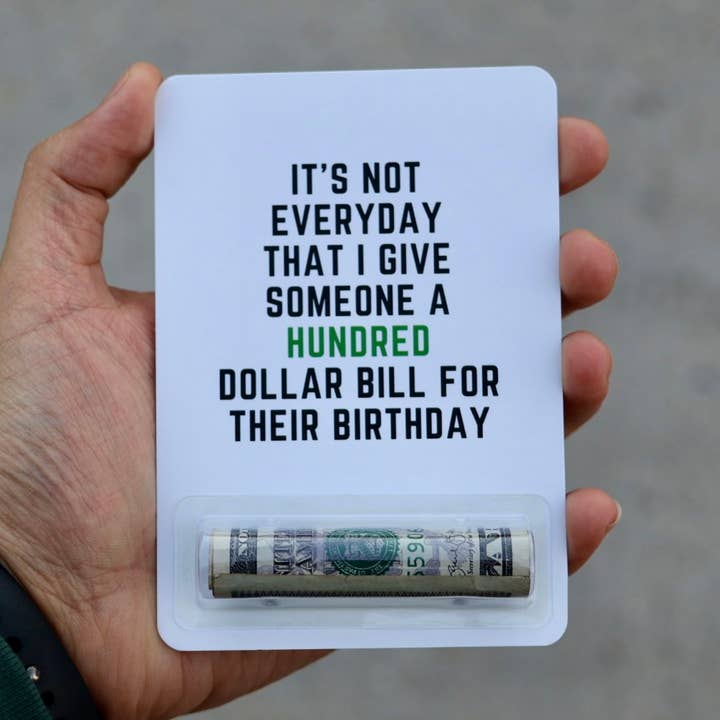 IT'S NOT
EVERYDAY
THAT I GIVE
SOMEONE A
HUNDRED
DOLLAR BILL FOR
THEIR BIRTHDAY